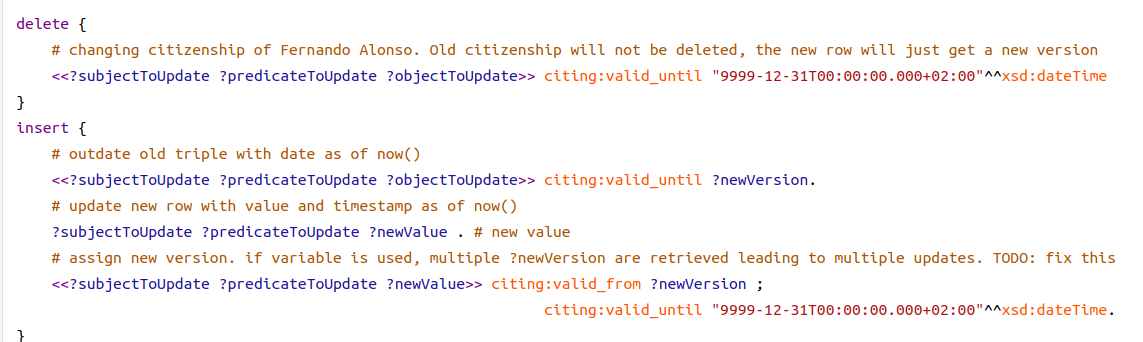 delete {
# changing citizenship of Fernando Alonso. Old citizenship will not be deleted, the new row will just get a new version
<<?subjectToUpdate ?predicateToUpdate ?objectToUpdate>> citing:valid_until "9999-12-31T00:00:00.000+02:00"^^xsd:dateTime
}
insert {
# outdate old triple with date as of now()
<<?subjectToUpdate ?predicateToUpdate ?objectToUpdate>> citing:valid_until ?newVersion.
# update new row with value and timestamp as of now()
?subjectToUpdate ?predicateToUpdate ?newValue . # new value
# assign new version. if variable is used, multiple ?newVersion are retrieved leading to multiple updates. TODO: fix this
<<?subjectToUpdate ?predicateToUpdate ?newValue>> citing:valid_from ?newVersion ;
citing:valid_until "9999-12-31T00:00:00.000+02:00"^^xsd:dateTime.
}